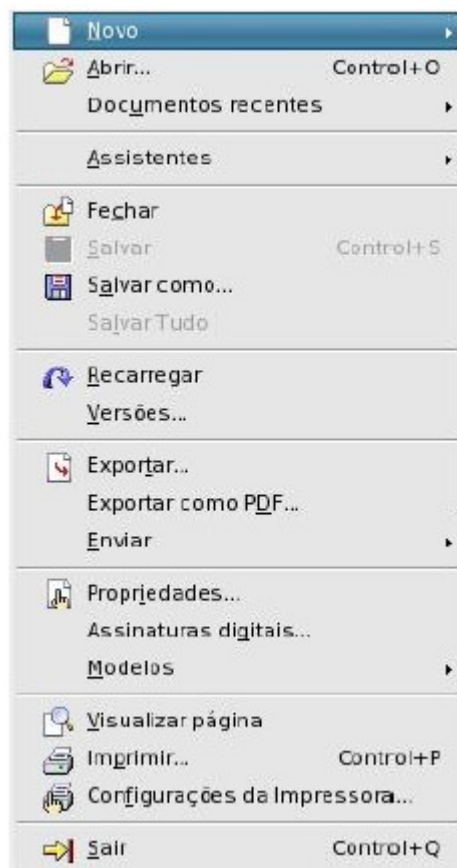 Novo
Abrir... Control+O
Documentos recentes
Assistentes
Fechar
Salvar Control+S
Salvar como...
Salvar Tudo
Recarregar
Versões...
Exportar...
Exportar como PDF...
Enviar
Propriedades...
Assinaturas digitais...
Modelos
Visualizar página
Imprimir... Control+P
Configurações da Impressora...
Sair Control+Q